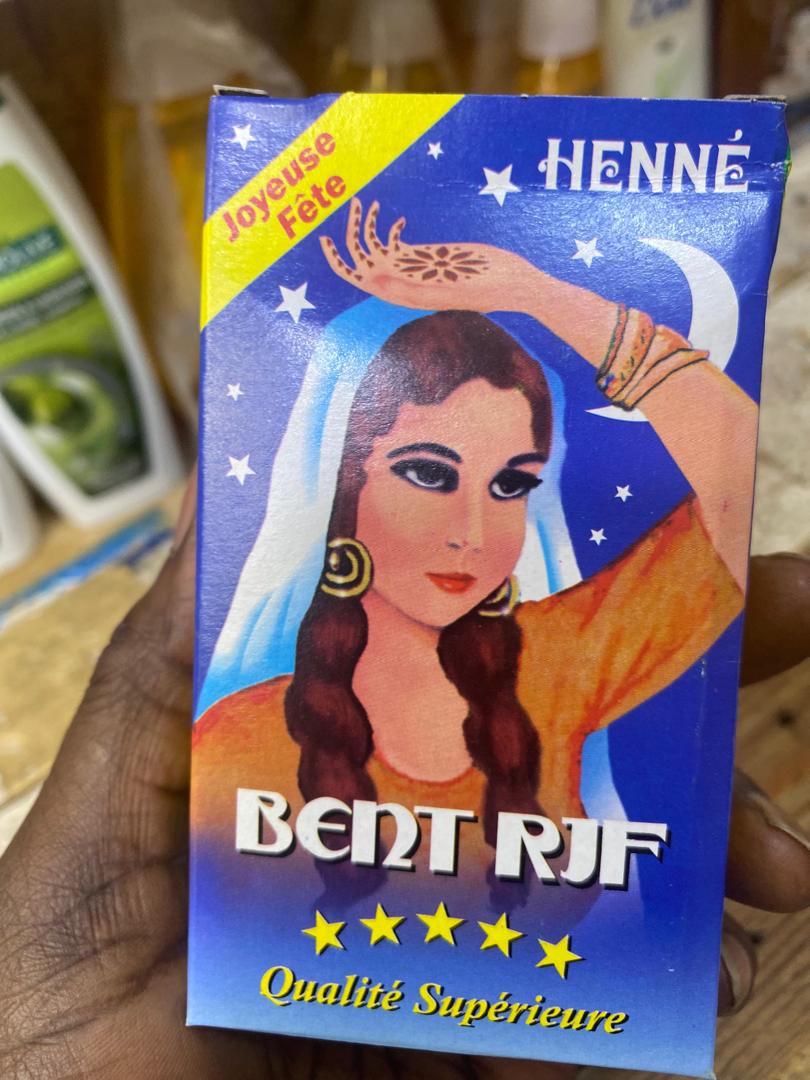 Joyeuse
Fête
HENNÉ
BENT RJF
Qualité Supérieure